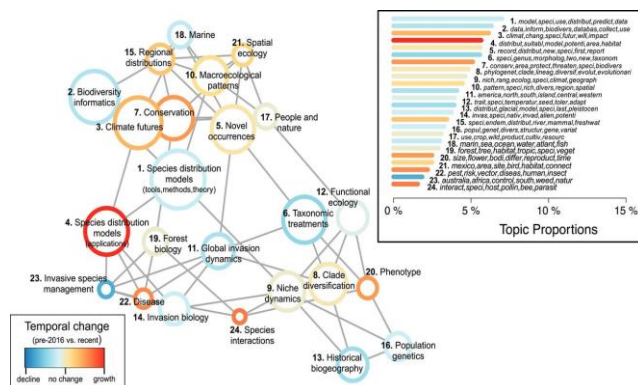 18. Marine
15. Regional
distributions
21. Spatial
ecology
10. Macroecological
patterns
2. Biodiversity
informatics
7. Conservation
3. Climate futures
5. Novel
occurrences
17. People and
nature
1. Species distribution
models
(tools,methods,theory)
12. Functional
ecology
4. Species distribution
models
(applications)
6. Taxonomic
treatments
19. Forest
biology
11. Global invasion
dynamics
23. Invasive species
management
22. Disease
14. Invasion biology
9. Niche
dynamics
8. Clade
diversification
20. Phenotype
24. Species
interactions
13. Historical
biogeography
16. Population
genetics
Temporal change
(pre-2016 vs. recent)
decline
no change
growth
1. model,speci,use,distribut,predict,data
2. data,inform,biodivers,databas,collect,use
3. climat,chang,speci,futur,will,impact
4. distribut,suitabl,model,potenti,area,habitat
5. record,distribut,new,speci,first,report
6. speci,genus,morpholog,two,new,taxonom
7. conserv,area,protect,threaten,speci,biodivers
8. phylogenet,clade,lineag,diversif,evolut,evolutionari
9. nich,rang,ecolog,speci,climat,geograph
10. pattern,speci,rich,divers,region,spatial
11. america,north,south,island,central,western
12. trait,speci,temperatur,seed,toler,adapt
13. distribut,glacial,model,speci,last,pleistocen
14. invas,speci,nativ,invad,alien,potenti
15. speci,endem,distribut,river,mammal,freshwat
16. popul,genet,divers,structur,gene,variat
17. use,crop,wild,product,cultiv,resourc
18. marin,sea,ocean,water,atlant,fish
19. forest,tree,habitat,tropic,speci,veget
20. size,flower,bodi,differ,reproduct,time
21. mexico,area,site,bird,habitat,connect
22. pest,risk,vector,diseas,human,insect
23. australia,africa,control,south,weed,natur
24. interact,speci,host,pollin,bee,parasit
0 %
5 %
10 %
15 %
Topic Proportions